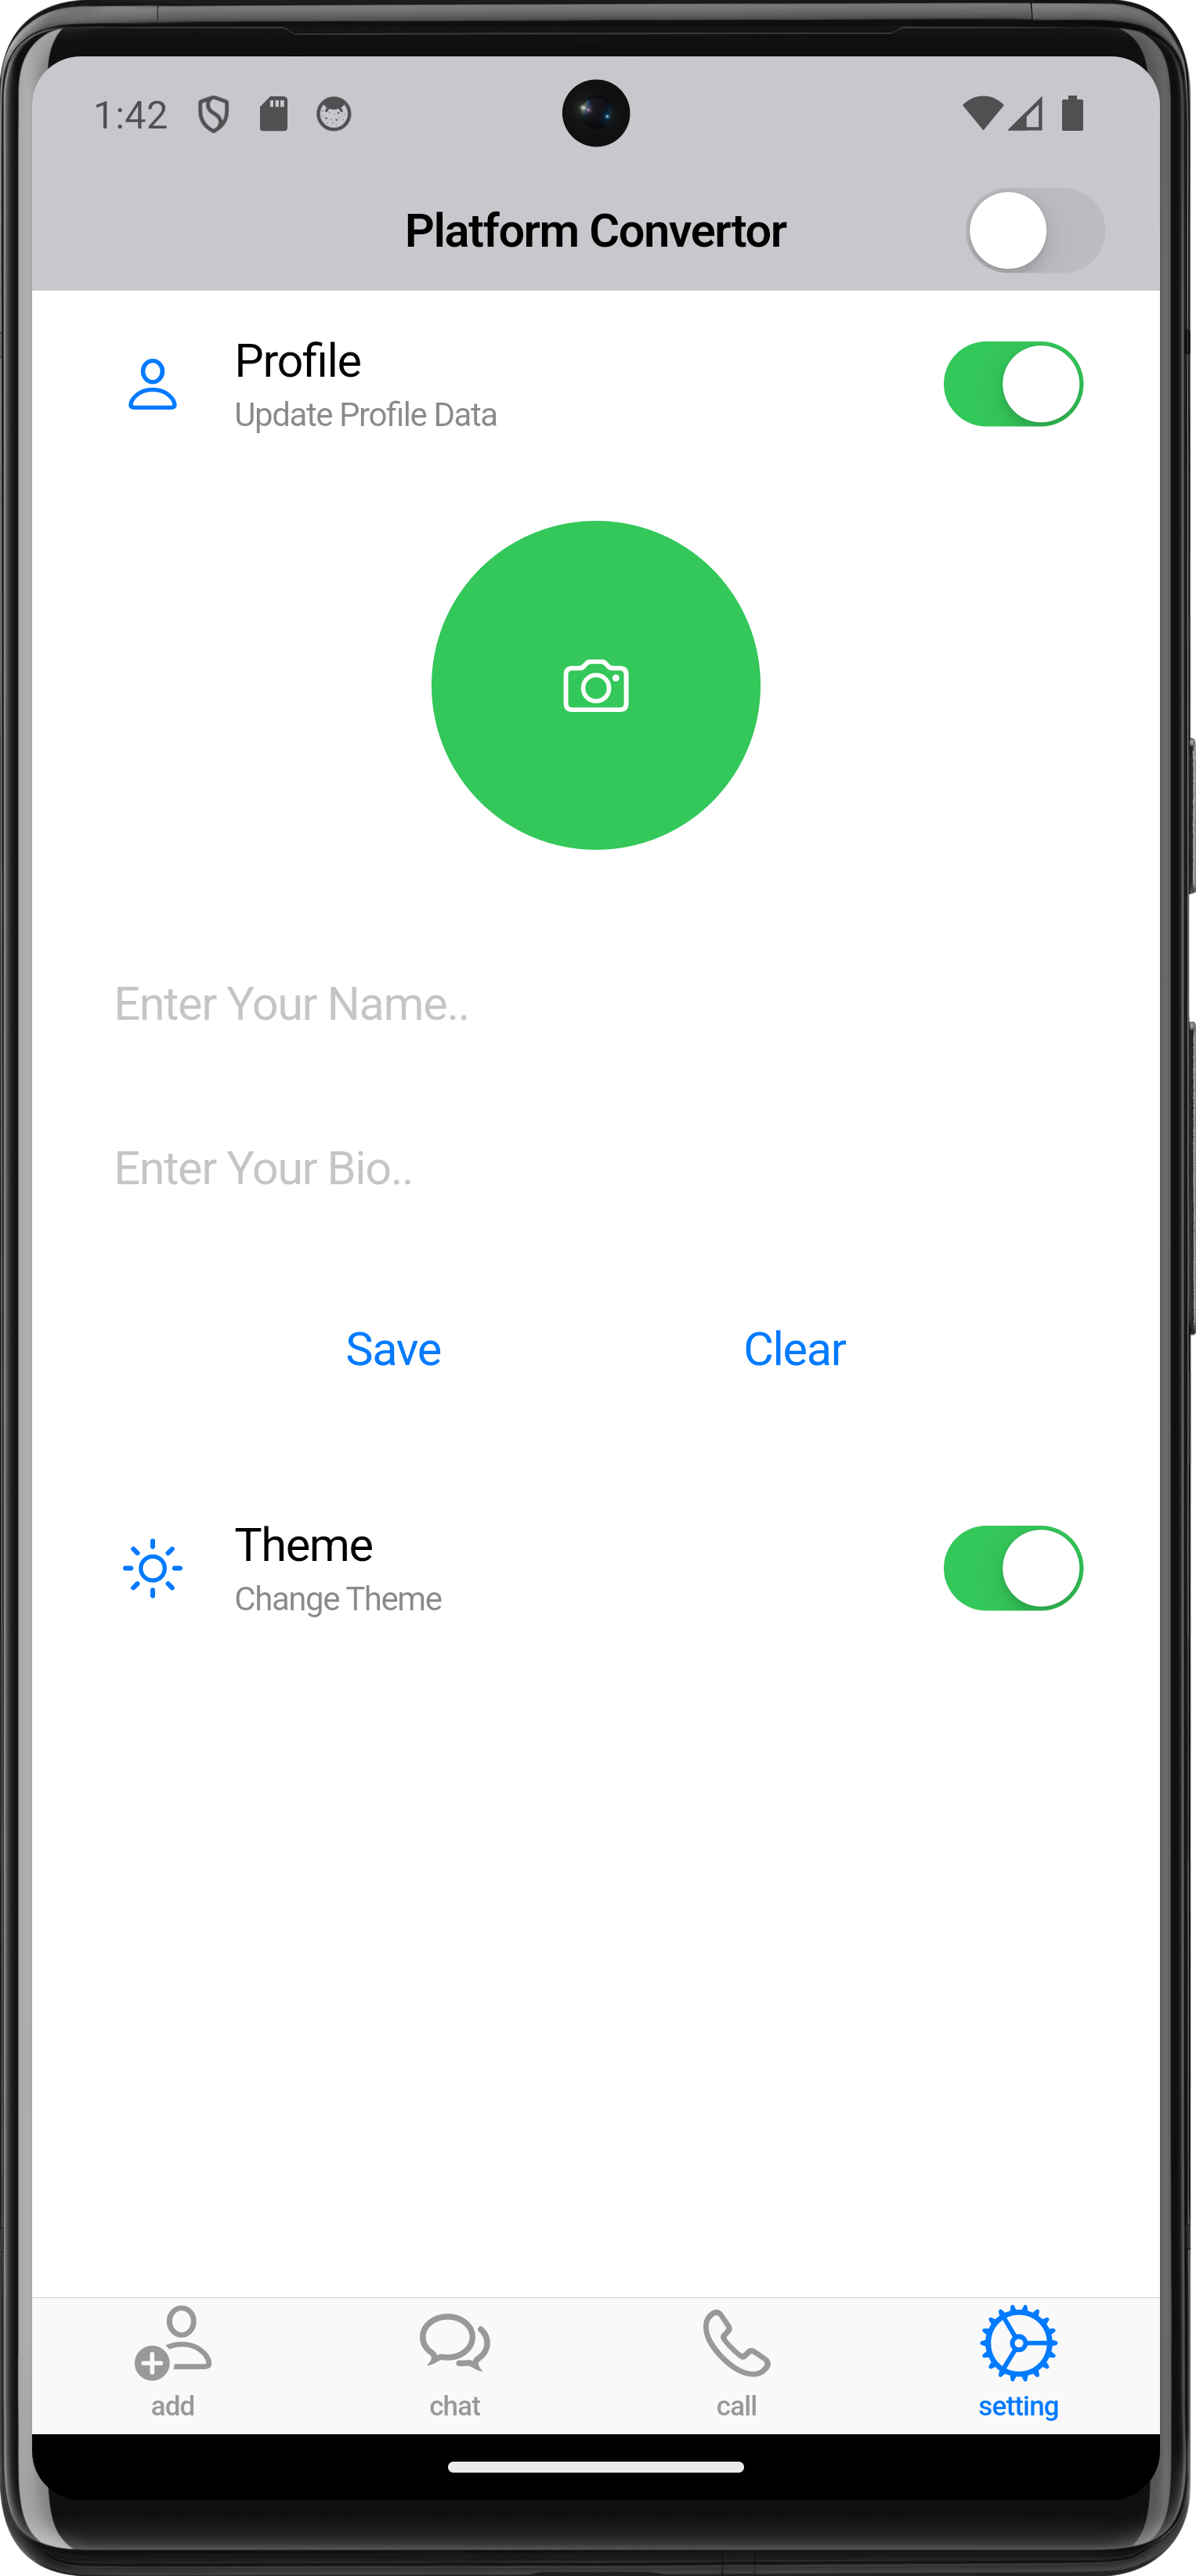 1:42
Platform Convertor
Profile
Update Profile Data
Enter Your Name..
Enter Your Bio..
Save Clear
Theme
Change Theme
add chat call setting